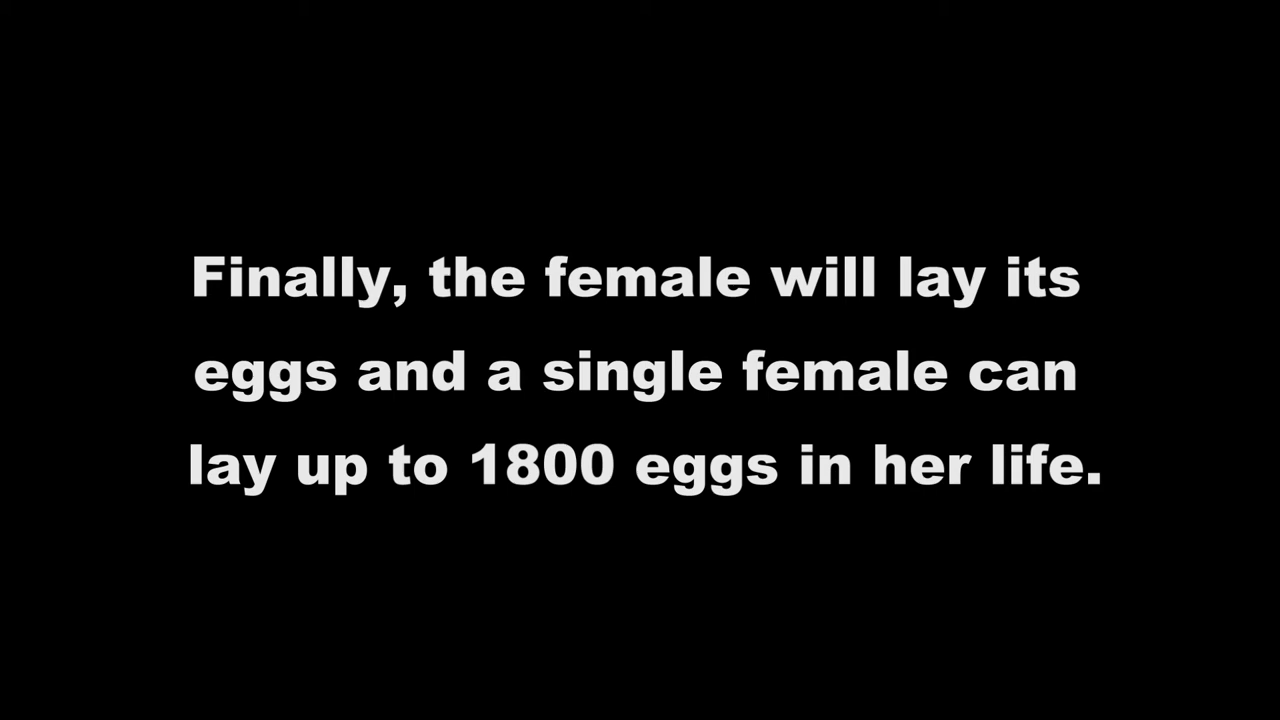 Finally, the female will lay its
eggs and a single female can
lay up to 1800 eggs in her life.